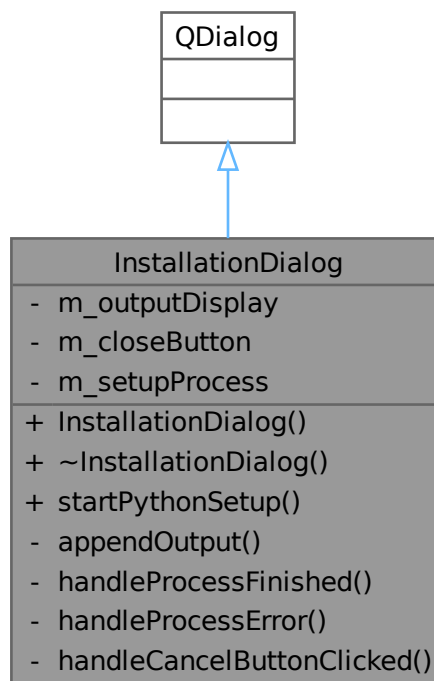 QDialog
InstallationDialog
- m_outputDisplay
- m_closeButton
- m_setupProcess
+ InstallationDialog()
+ ~InstallationDialog()
+ startPythonSetup()
- appendOutput()
- handleProcessFinished()
- handleProcessError()
- handleCancelButtonClicked()